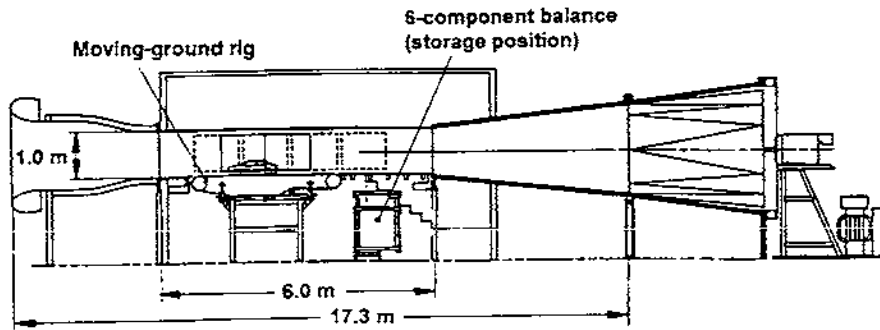 6-component balance
(storage position)
Moving-ground rig
1.0 m
6.0 m
17.3 m